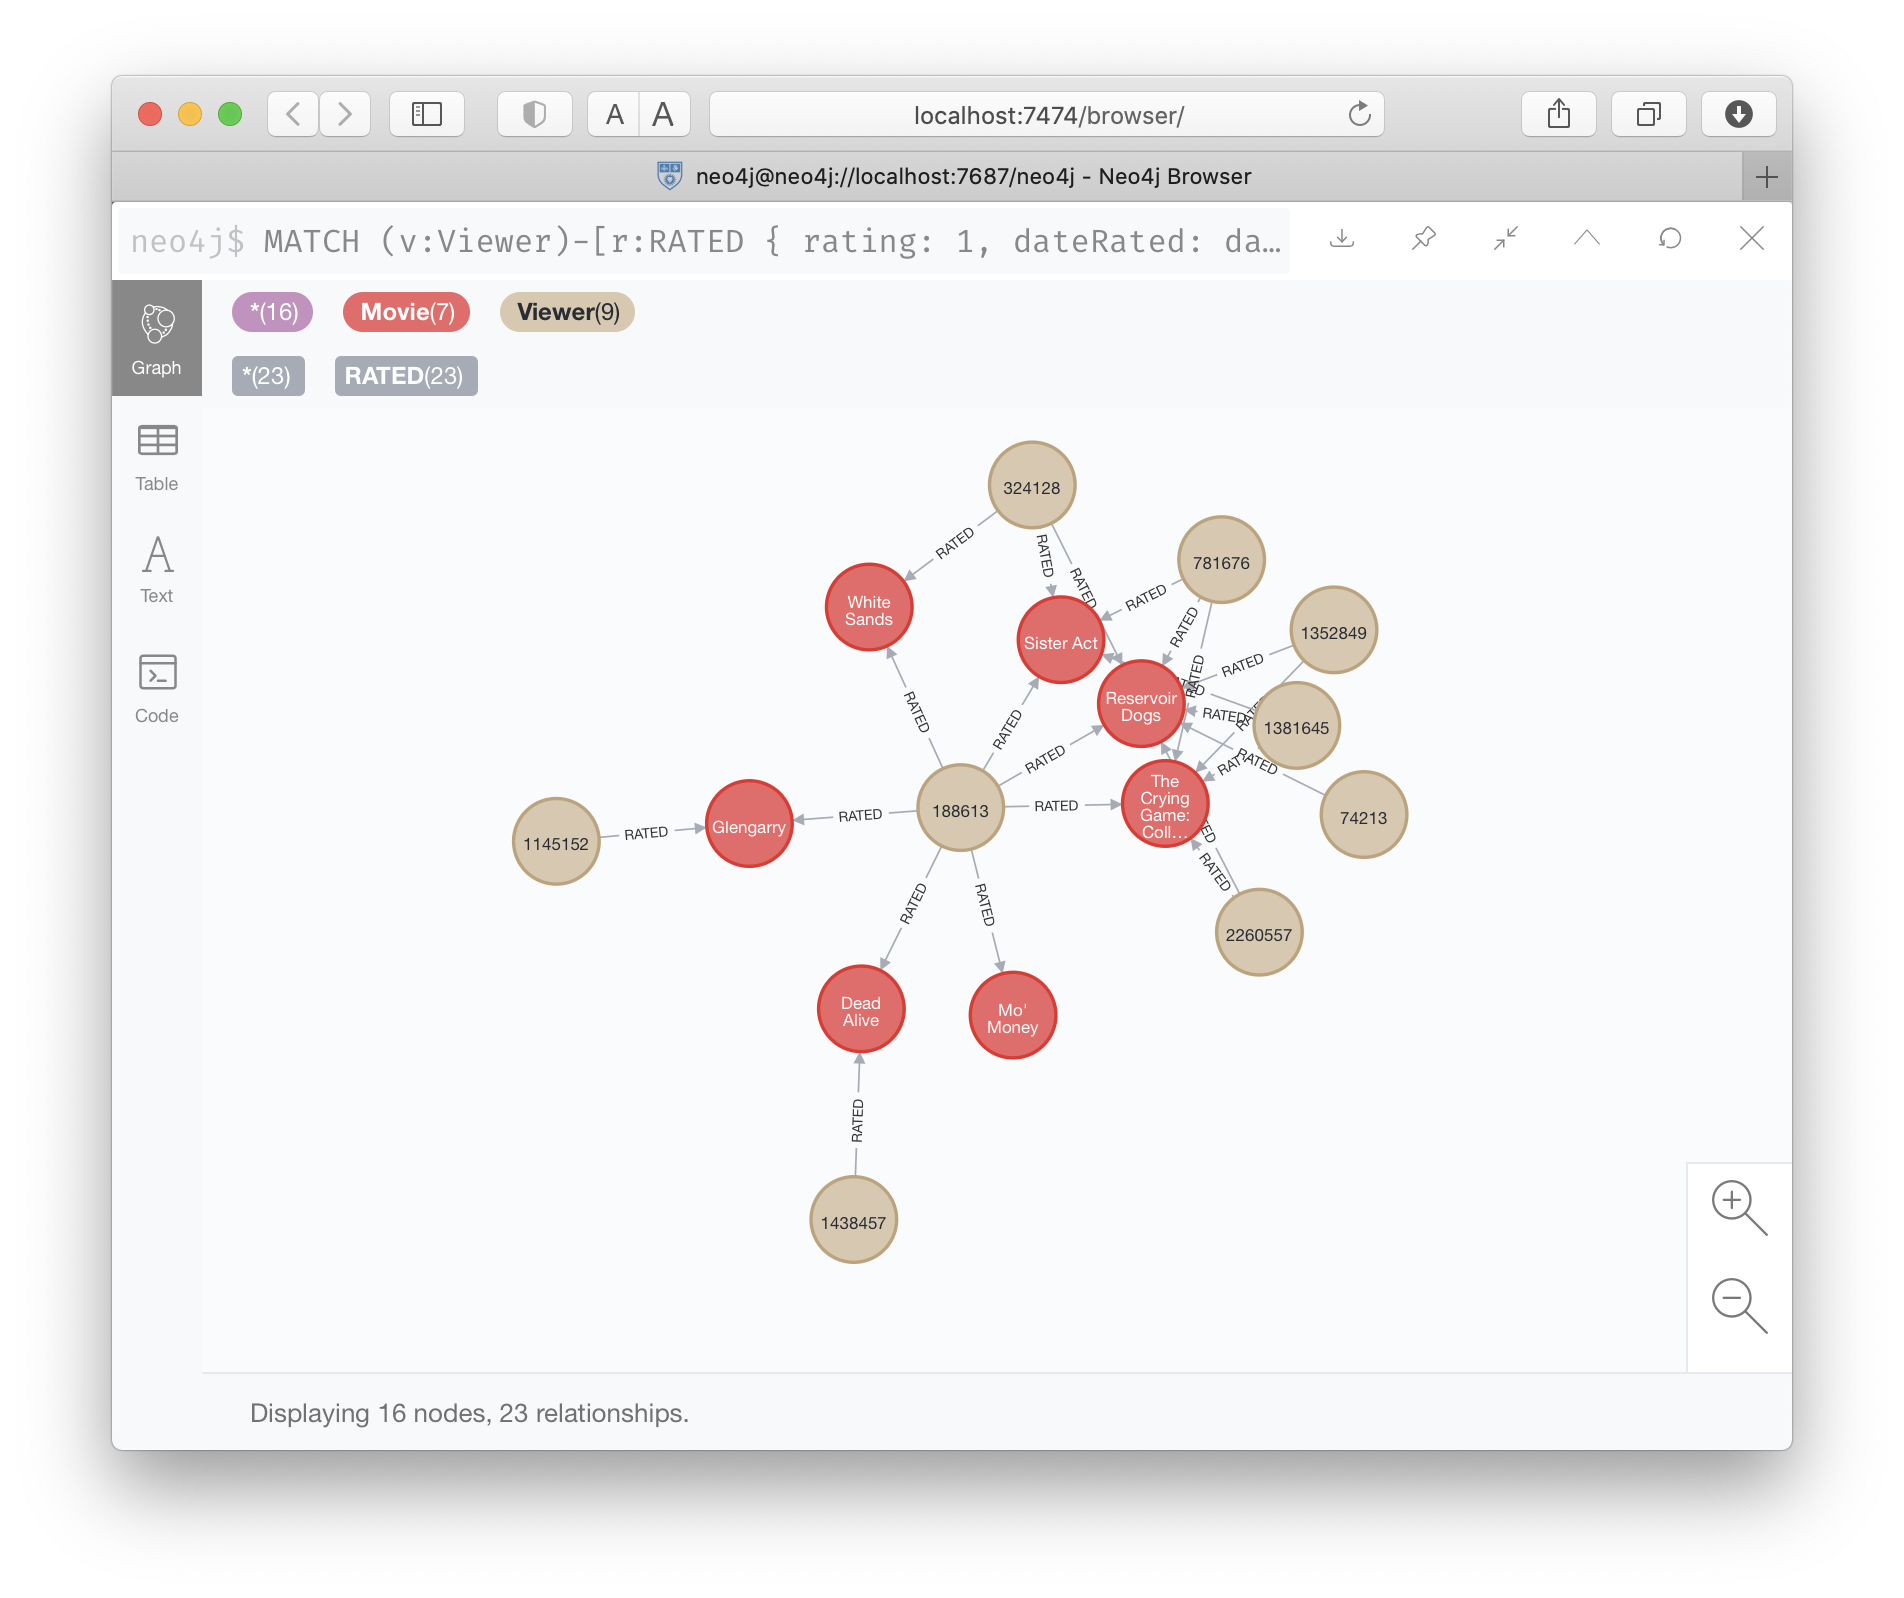 A A
localhost:7474/browser/
neo4j@neo4j://localhost:7687/neo4j - Neo4j Browser
neo4j$ MATCH (v:Viewer)-[r:RATED { rating: 1, dateRated: da…
*(16) Movie(7) Viewer(9)
*(23) RATED(23)
Graph
Table
Text
Code
324128
RATED
RATED
RATED
781676
White
Sands
RATED
RATED
1352849
Sister Act
RATED
RATED
Reservoir
Dogs
RATED
RATED
RATED
1381645
RATED
RATED
The
Crying
Game:
Coll…
74213
188613
RATED
RATED
Glengarry
RATED
1145152
RATED
2260557
RATED
RATED
Dead
Alive
Mo'
Money
RATED
1438457
Displaying 16 nodes, 23 relationships.